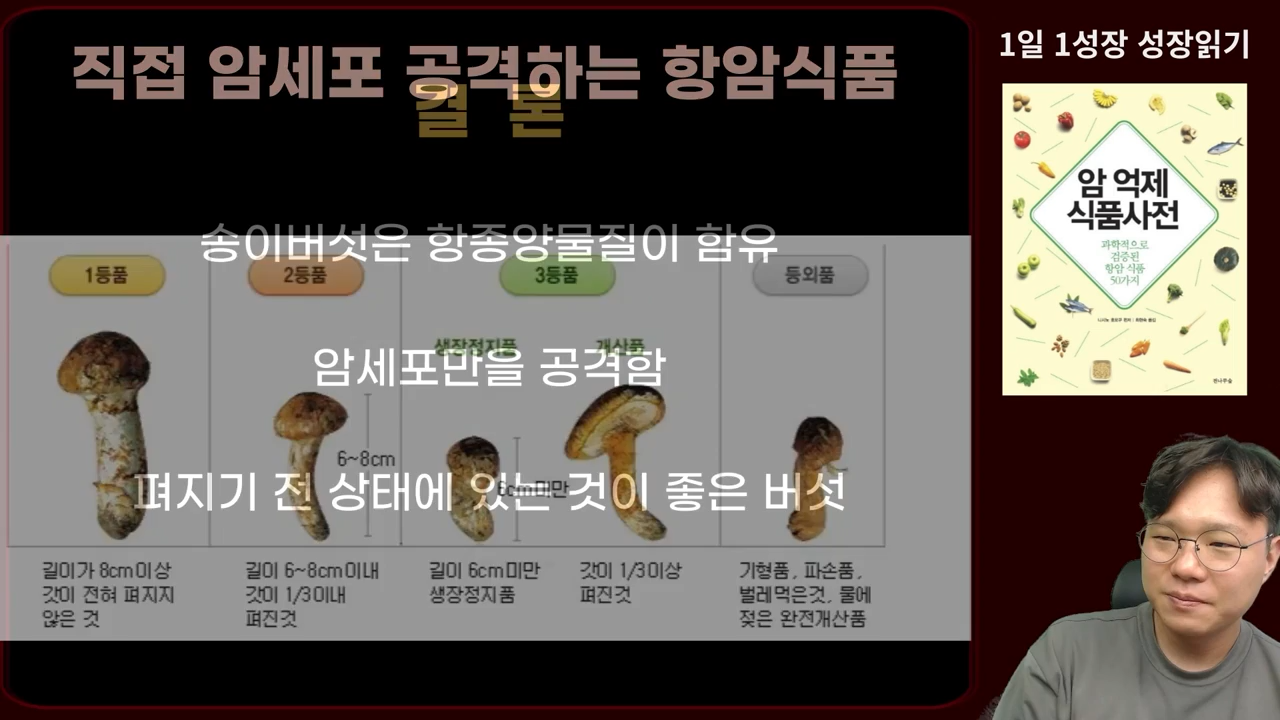 직접 암세포 공격하는 항암식품
결 론
송이버섯은 항종양물질이 함유
암세포만을 공격함
펴지기 전 상태에 있는 것이 좋은 버섯
1등품
2등품
3등품
등외품
생장정지품
개산품
6~8cm
6cm미만
길이가 8cm이상
갓이 전혀 펴지지
않은 것
길이 6~8cm이내
갓이 1/3이내
펴진것
길이 6cm미만
생장정지품
갓이 1/3이상
펴진것
기형품, 파손품,
벌레먹은것, 물에
젖은 완전개산품
1일 1성장 성장읽기
암 억제
식품사전
과학적으로
검증된
항암 식품
50가지
전나무숲